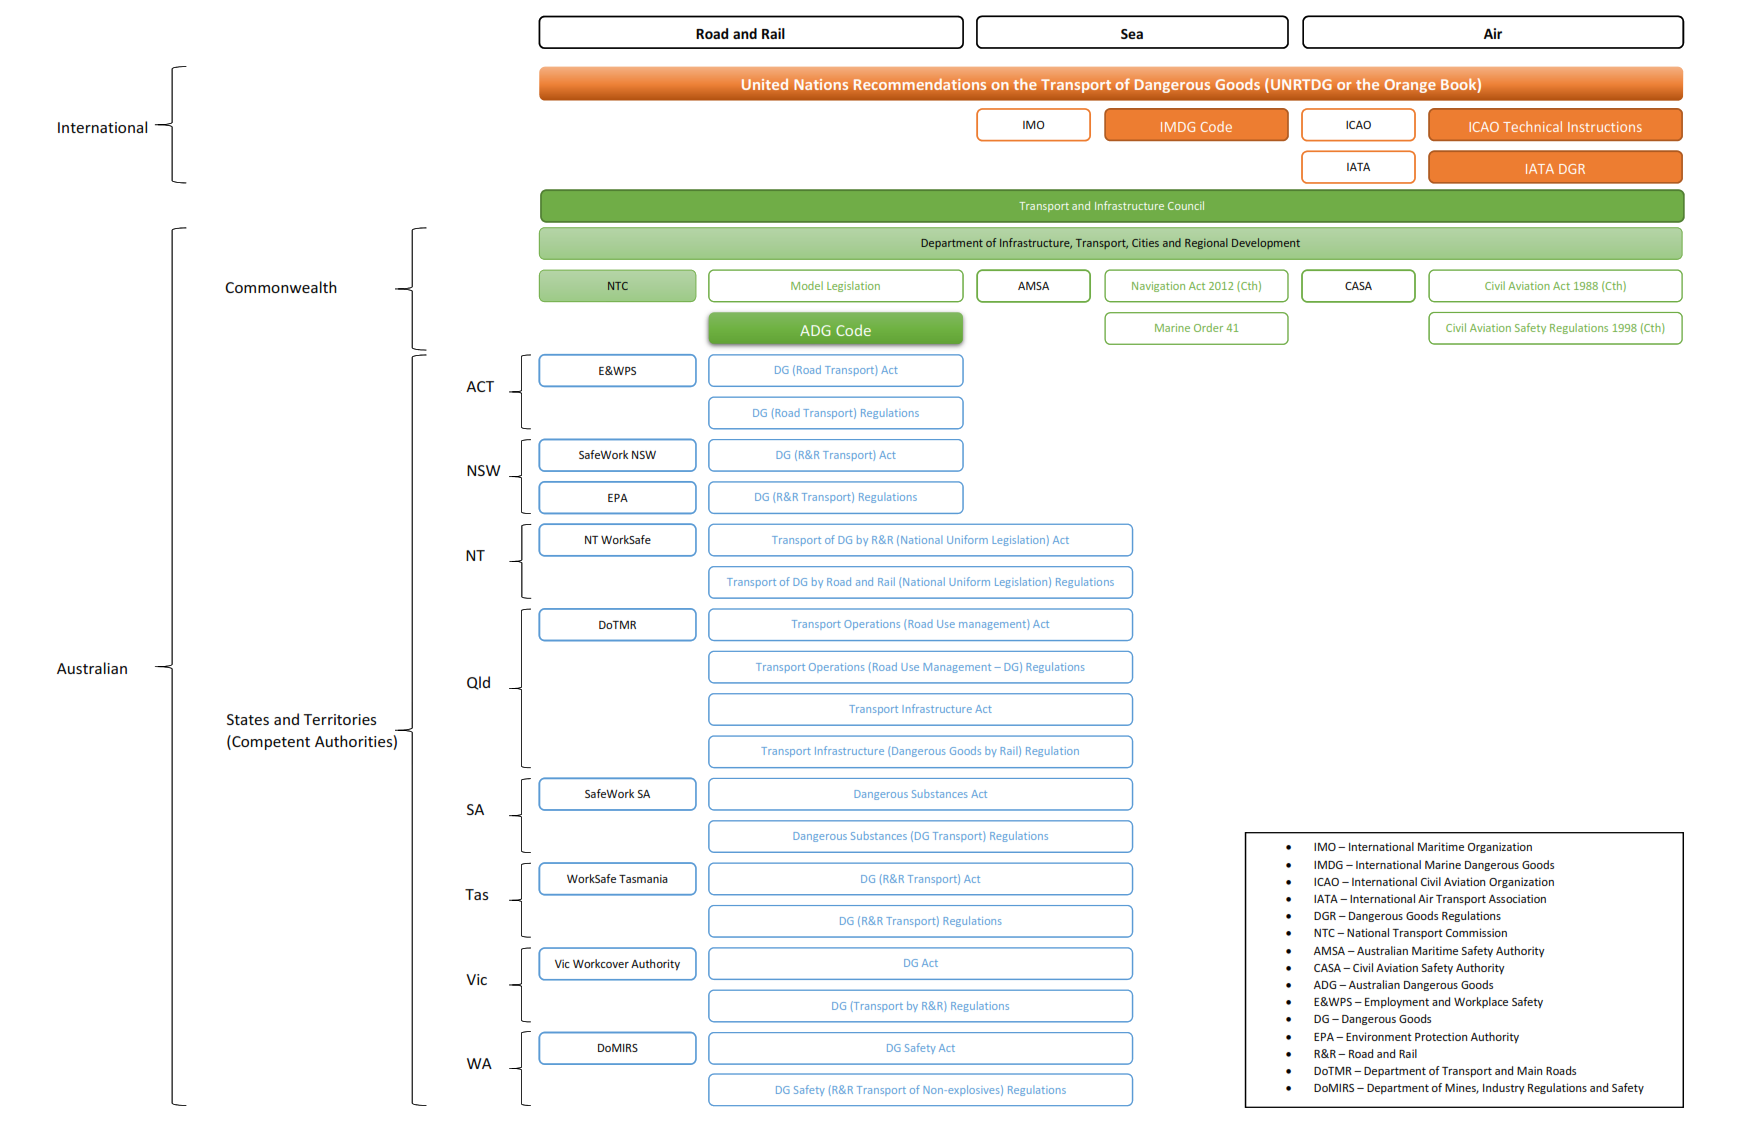 Road and Rail
Sea
Air
United Nations Recommendations on the Transport of Dangerous Goods (UNRTDG or the Orange Book)
International
IMO
IMDG Code
ICAO
ICAO Technical Instructions
IATA
IATA DGR
Transport and Infrastructure Council
Department of Infrastructure, Transport, Cities and Regional Development
Commonwealth
NTC
Model Legislation
AMSA
Navigation Act 2012 (Cth)
CASA
Civil Aviation Act 1988 (Cth)
ADG Code
Marine Order 41
Civil Aviation Safety Regulations 1998 (Cth)
Australian
States and Territories
(Competent Authorities)
ACT
E&WPS
DG (Road Transport) Act
DG (Road Transport) Regulations
NSW
SafeWork NSW
DG (R&R Transport) Act
EPA
DG (R&R Transport) Regulations
NT
NT WorkSafe
Transport of DG by R&R (National Uniform Legislation) Act
Transport of DG by Road and Rail (National Uniform Legislation) Regulations
Qld
DoTMR
Transport Operations (Road Use management) Act
Transport Operations (Road Use Management – DG) Regulations
Transport Infrastructure Act
Transport Infrastructure (Dangerous Goods by Rail) Regulation
SA
SafeWork SA
Dangerous Substances Act
Dangerous Substances (DG Transport) Regulations
Tas
WorkSafe Tasmania
DG (R&R Transport) Act
DG (R&R Transport) Regulations
Vic
Vic Workcover Authority
DG Act
DG (Transport by R&R) Regulations
WA
DoMIRS
DG Safety Act
DG Safety (R&R Transport of Non-explosives) Regulations
• IMO – International Maritime Organization
• IMDG – International Marine Dangerous Goods
• ICAO – International Civil Aviation Organization
• IATA – International Air Transport Association
• DGR – Dangerous Goods Regulations
• NTC – National Transport Commission
• AMSA – Australian Maritime Safety Authority
• CASA – Civil Aviation Safety Authority
• ADG – Australian Dangerous Goods
• E&WPS – Employment and Workplace Safety
• DG – Dangerous Goods
• EPA – Environment Protection Authority
• R&R – Road and Rail
• DoTMR – Department of Transport and Main Roads
• DoMIRS – Department of Mines, Industry Regulations and Safety